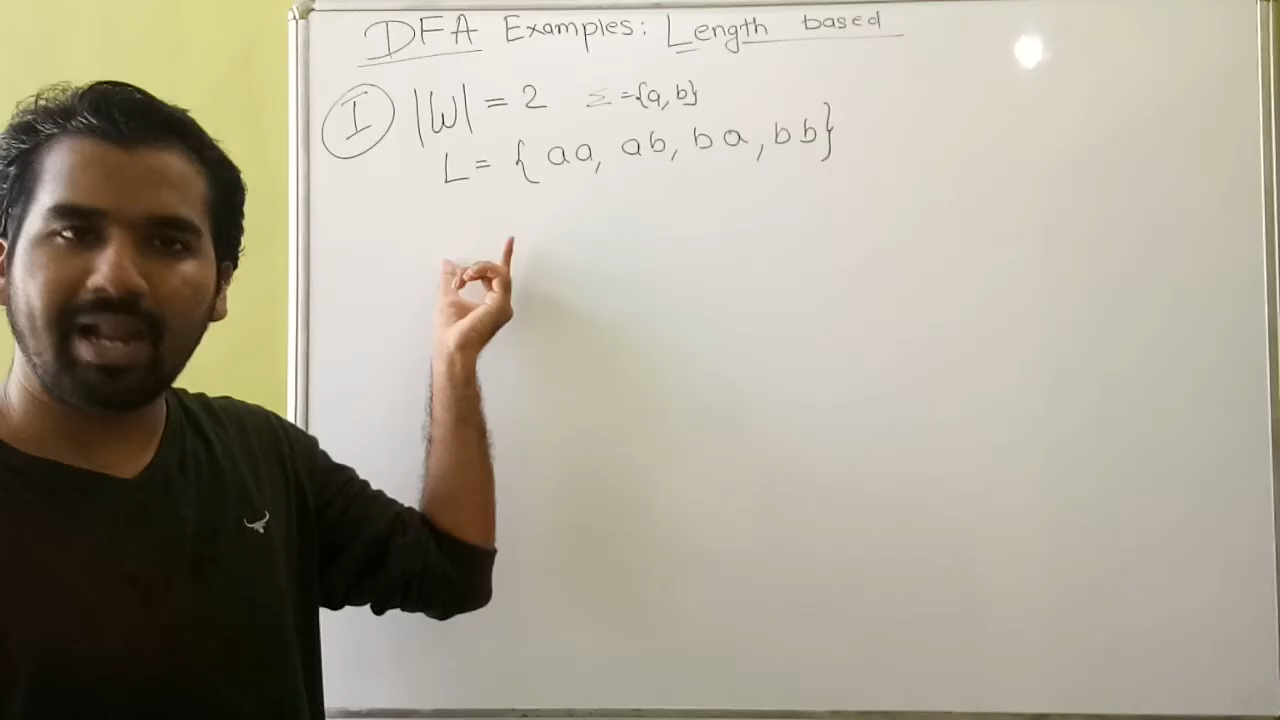 DFA Examples: Length based
I |W| = 2 Σ={a, b}
L = { aa, ab, ba, bb}